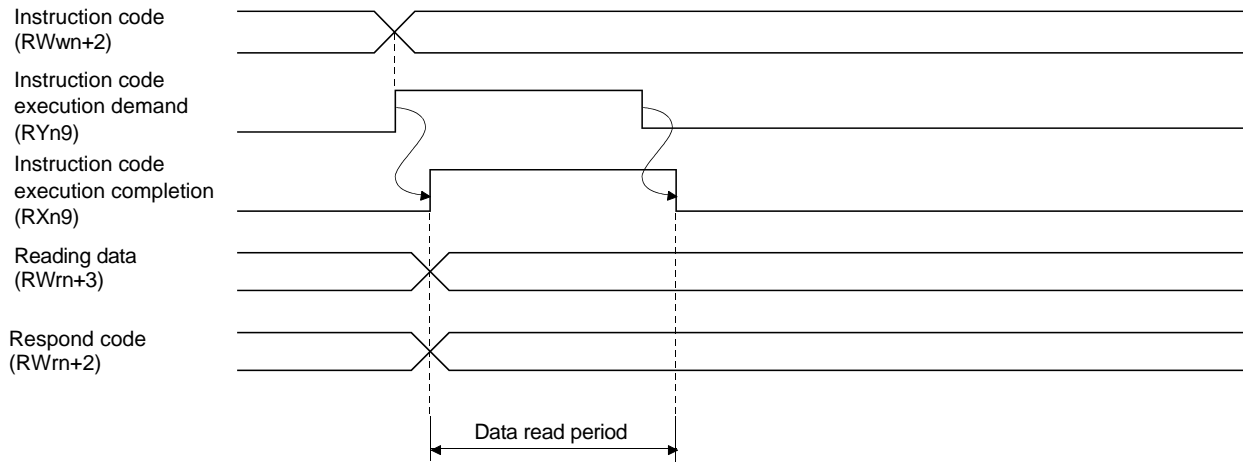 Instruction code
(RWwn+2)
Instruction code
execution demand
(RYn9)
Instruction code
execution completion
(RXn9)
Reading data
(RWrn+3)
Respond code
(RWrn+2)
Data read period